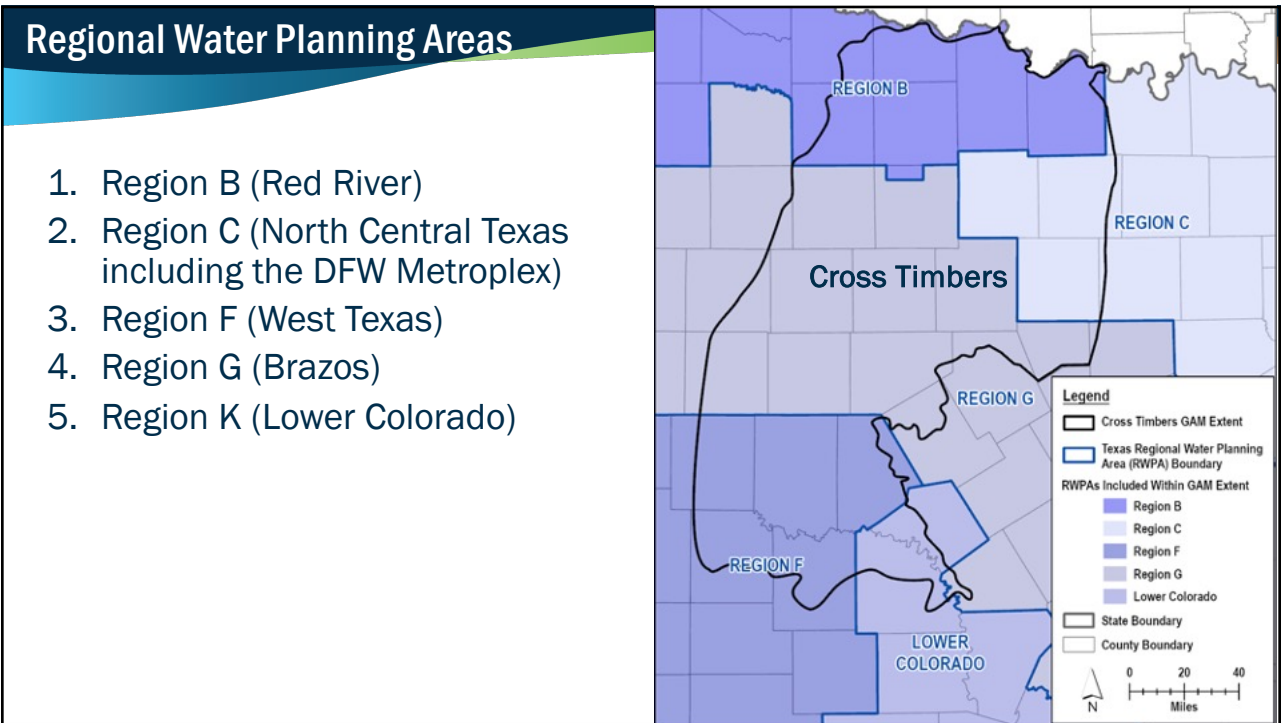 Regional Water Planning Areas
1. Region B (Red River)
2. Region C (North Central Texas
including the DFW Metroplex)
3. Region F (West Texas)
4. Region G (Brazos)
5. Region K (Lower Colorado)
REGION B
REGION C
Cross Timbers
REGION G
REGION F
LOWER
COLORADO
Legend
Cross Timbers GAM Extent
Texas Regional Water Planning
Area (RWPA) Boundary
RWPAs Included Within GAM Extent
Region B
Region C
Region F
Region G
Lower Colorado
State Boundary
County Boundary
N
0 20 40
Miles